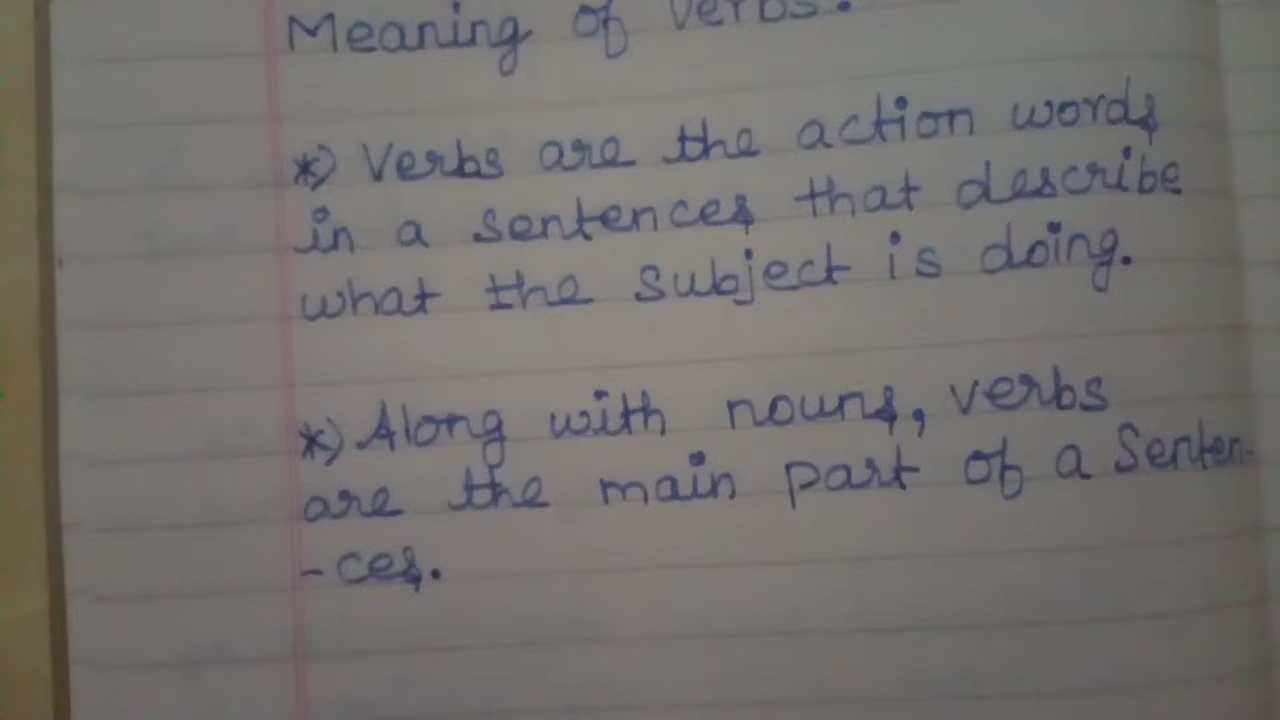 Meaning of verbs.
*) Verbs are the action words
in a sentences that describe
what the subject is doing.
*) Along with nouns, verbs
are the main part of a Senten-
-ces.